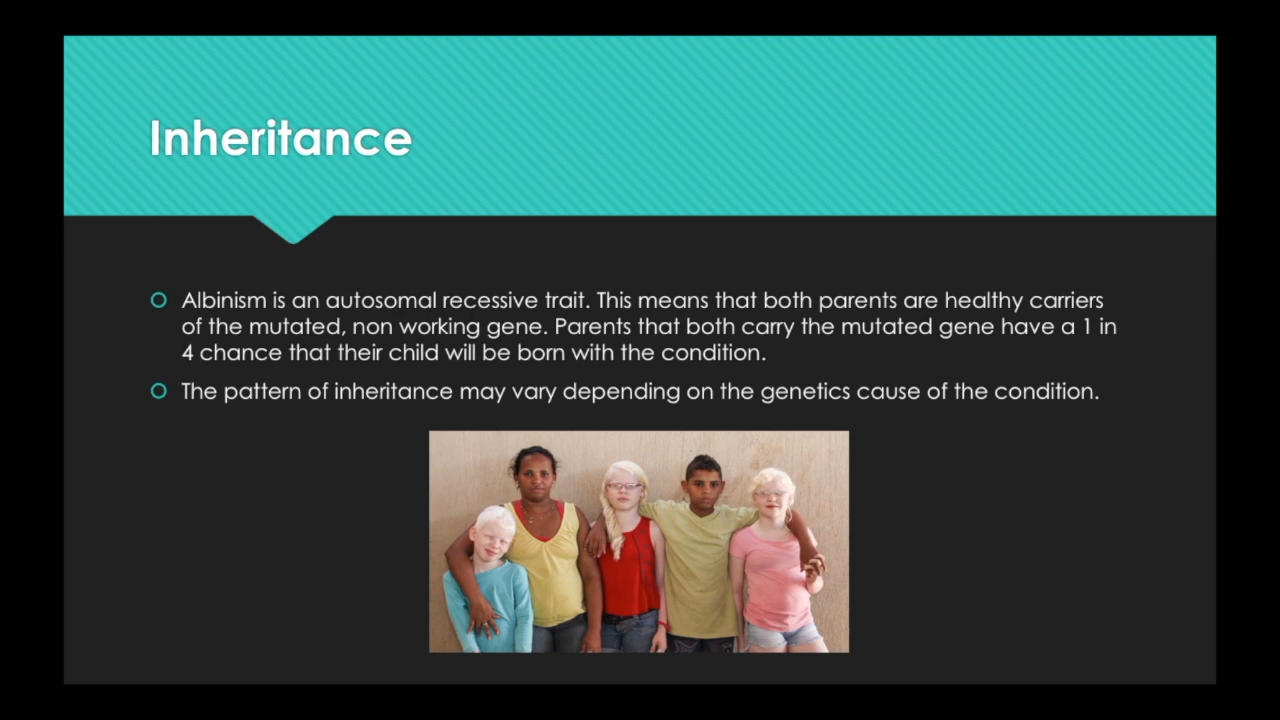 Inheritance
Albinism is an autosomal recessive trait. This means that both parents are healthy carriers
of the mutated, non working gene. Parents that both carry the mutated gene have a 1 in
4 chance that their child will be born with the condition.
The pattern of inheritance may vary depending on the genetics cause of the condition.